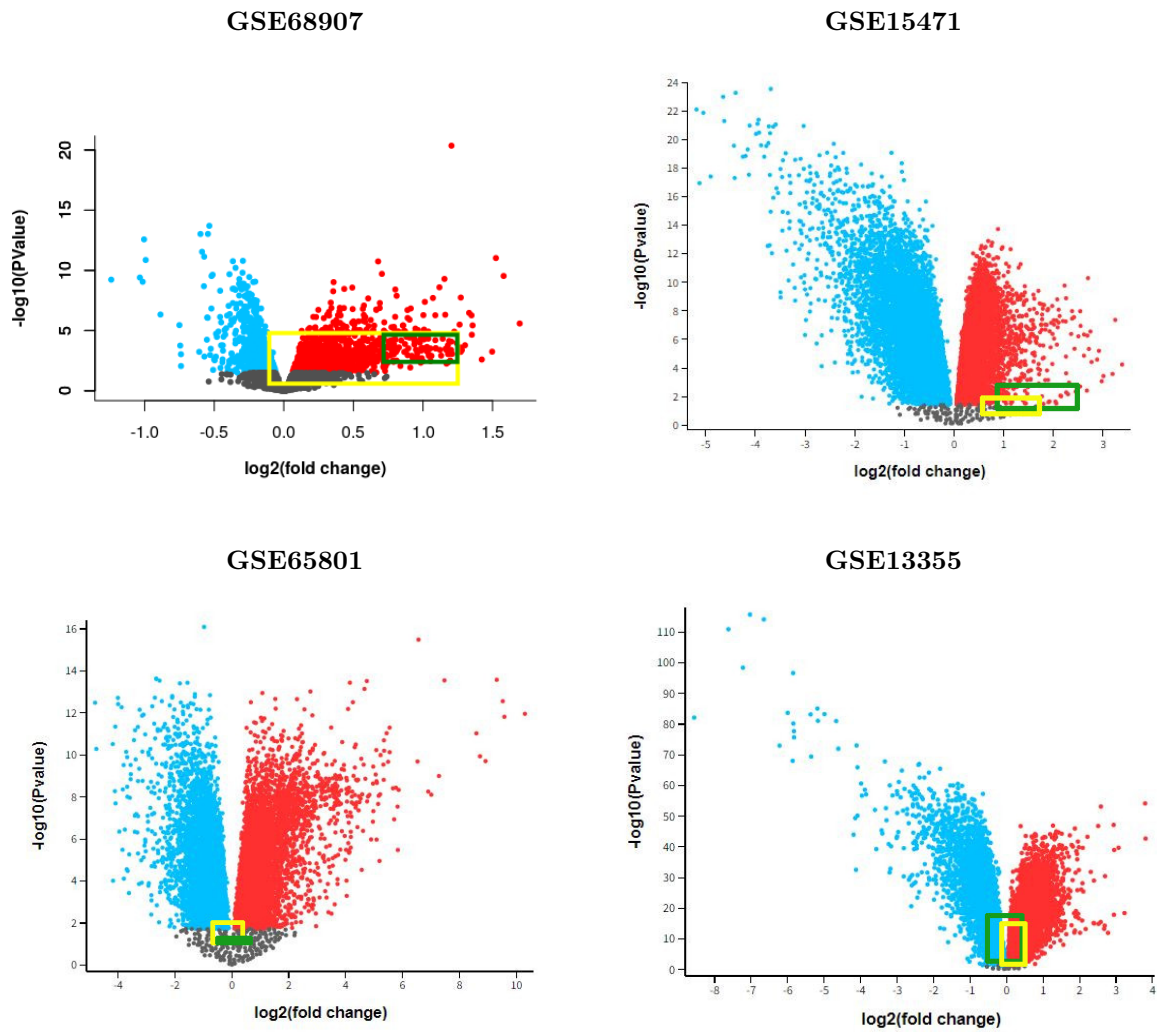 GSE68907
20
15
10
5
0
-log10(PValue)
-1.0 -0.5 0.0 0.5 1.0 1.5
log2(fold change)
GSE15471
24
22
20
18
16
14
12
10
8
6
4
2
0
-log10(Pvalue)
-5 -4 -3 -2 -1 0 1 2 3
log2(fold change)
GSE65801
16
14
12
10
8
6
4
2
0
-log10(Pvalue)
-4 -2 0 2 4 6 8 10
log2(fold change)
GSE13355
110
100
90
80
70
60
50
40
30
20
10
0
-log10(Pvalue)
-8 -7 -6 -5 -4 -3 -2 -1 0 1 2 3 4
log2(fold change)